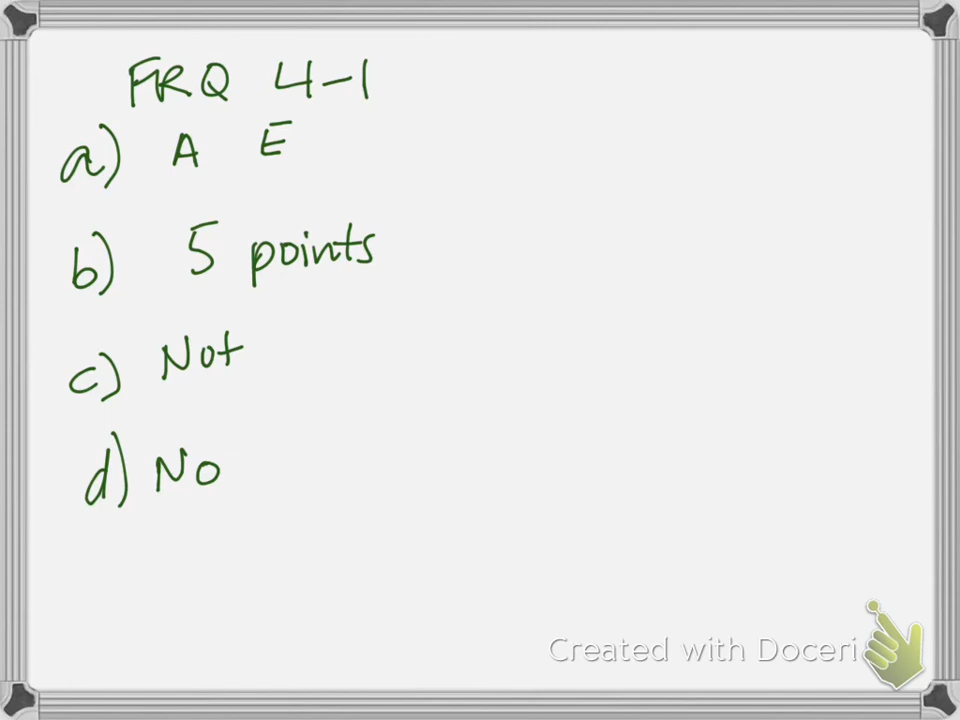 FRQ 4-1
a) A E
b) 5 points
c) Not
d) No
Created with Doceri